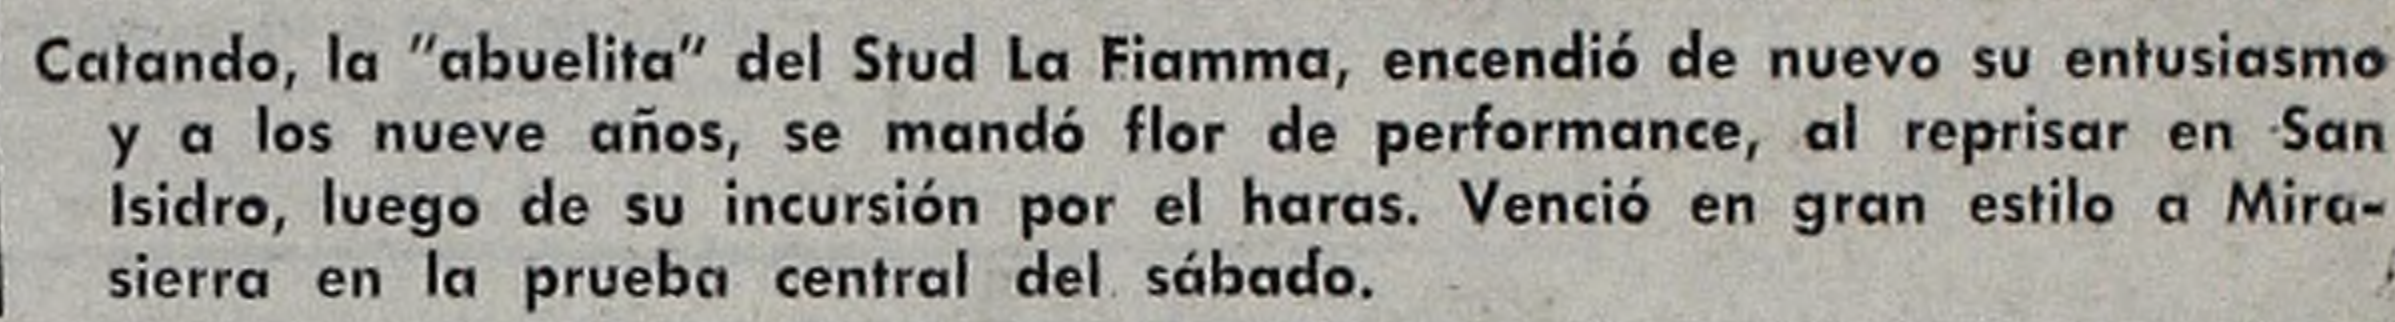 Catando, la "abuelita" del Stud La Fiamma, encendió de nuevo su entusiasmo
y a los nueve años, se mandó flor de performance, al reprisar en San
Isidro, luego de su incursión por el haras. Venció en gran estilo a Mira-
sierra en la prueba central del sábado.